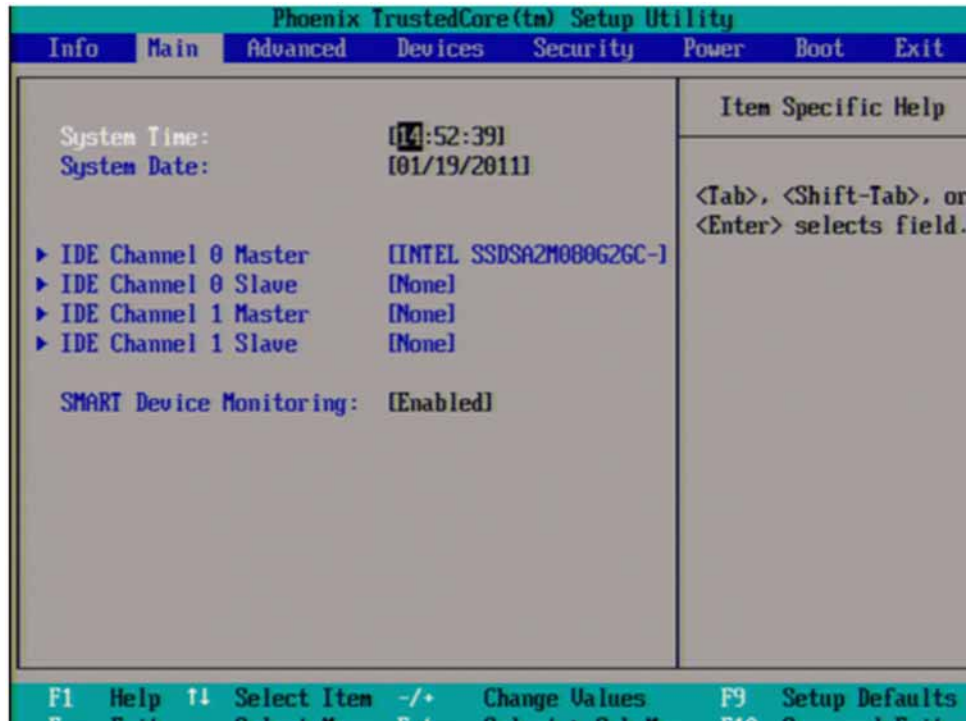 Phoenix TrustedCore(tm) Setup Utility
Info Main Advanced Devices Security Power Boot Exit
Item Specific Help
System Time: [14:52:39]
System Date: [01/19/2011]
<Tab>, <Shift-Tab>, or
<Enter> selects field.
IDE Channel 0 Master [INTEL SSDSA2M080G2GC-]
IDE Channel 0 Slave [None]
IDE Channel 1 Master [None]
IDE Channel 1 Slave [None]
SMART Device Monitoring: [Enabled]
F1 Help ↑↓ Select Item -/+ Change Values F9 Setup Defaults